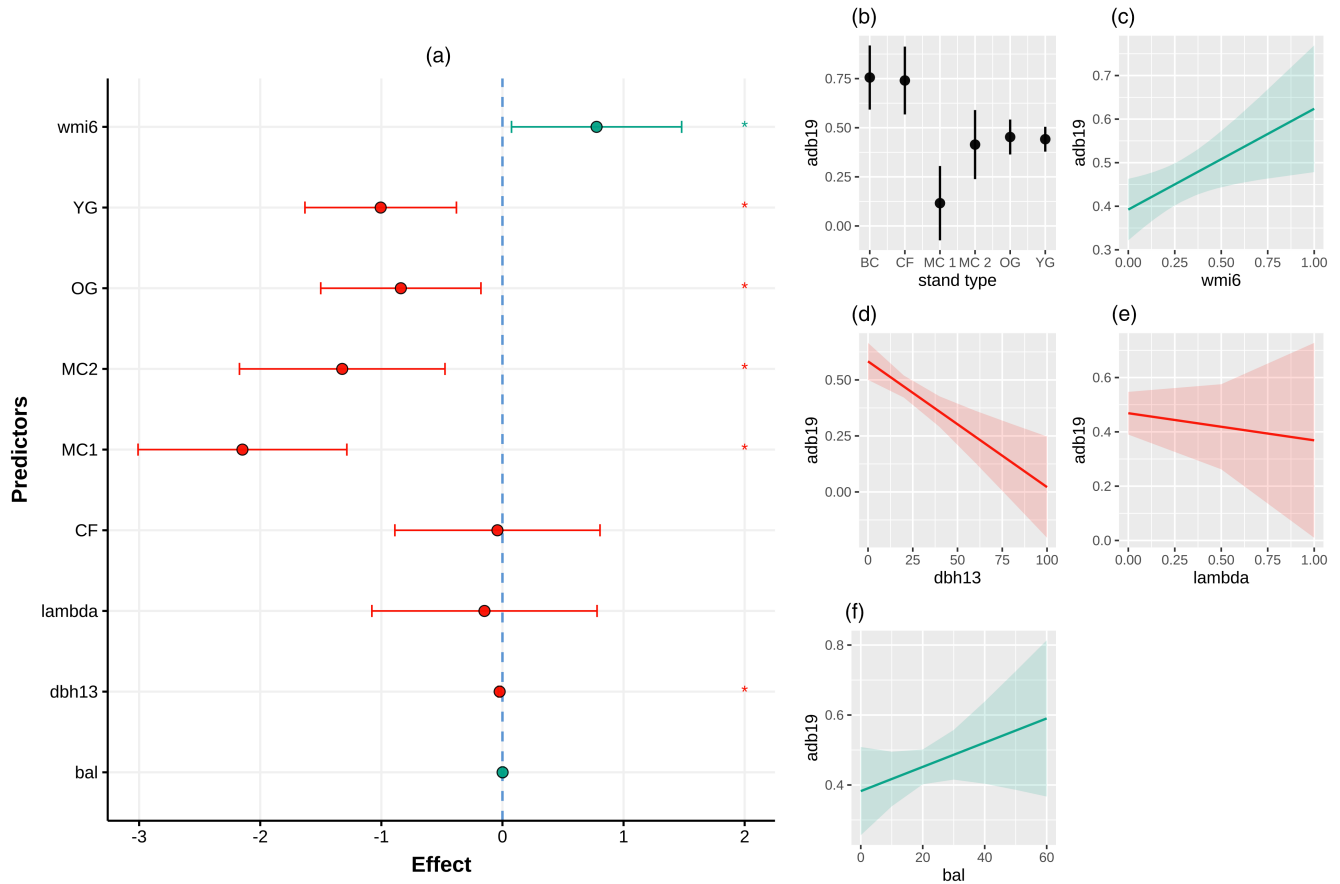 (a)
Predictors
wmi6
*
YG
*
OG
*
MC2
*
MC1
*
CF
lambda
dbh13
*
bal
-3 -2 -1 0 1 2
Effect
(b)
adb19
0.75
0.50
0.25
0.00
BC CF MC 1 MC 2 OG YG
stand type
(c)
adb19
0.7
0.6
0.5
0.4
0.3
0.00 0.25 0.50 0.75 1.00
wmi6
(d)
adb19
0.50
0.25
0.00
0 25 50 75 100
dbh13
(e)
adb19
0.6
0.4
0.2
0.0
0.00 0.25 0.50 0.75 1.00
lambda
(f)
adb19
0.8
0.6
0.4
0 20 40 60
bal